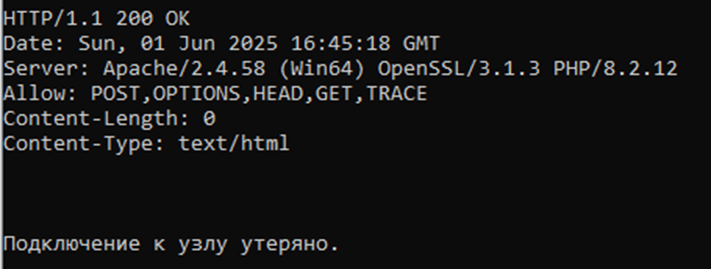 HTTP/1.1 200 OK
Date: Sun, 01 Jun 2025 16:45:18 GMT
Server: Apache/2.4.58 (Win64) OpenSSL/3.1.3 PHP/8.2.12
Allow: POST,OPTIONS,HEAD,GET,TRACE
Content-Length: 0
Content-Type: text/html
Подключение к узлу утеряно.